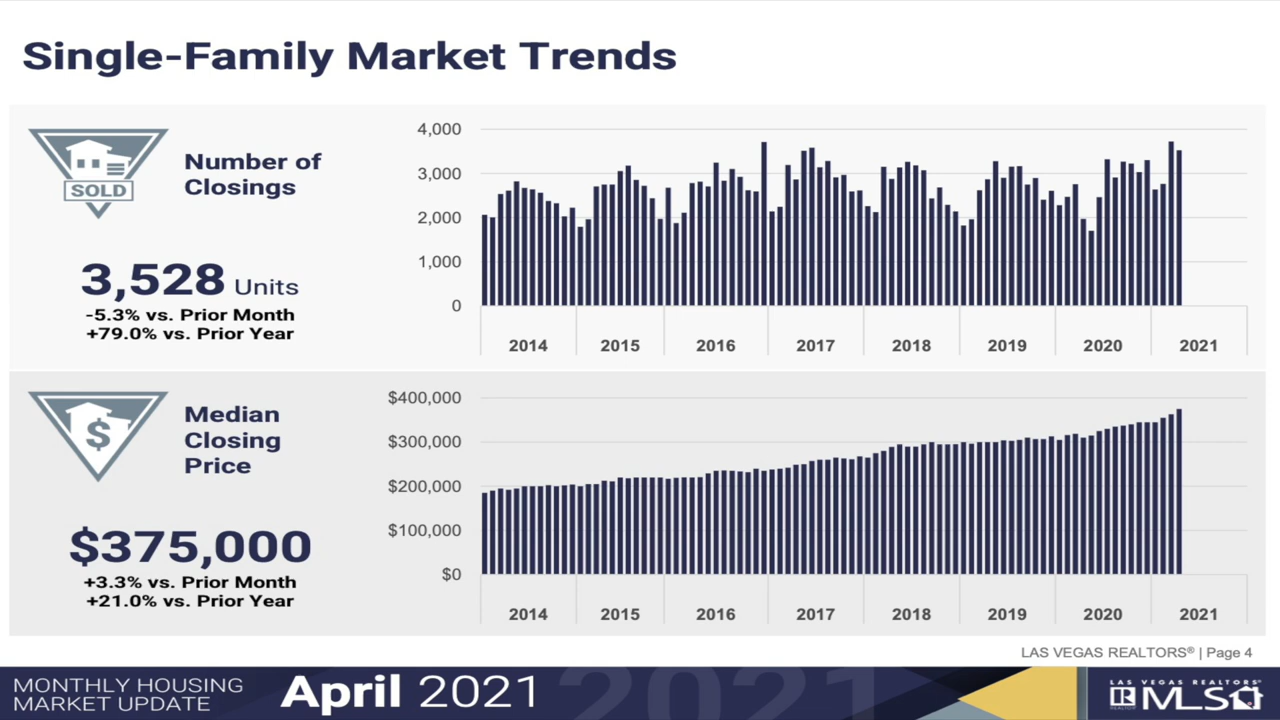 Single-Family Market Trends
SOLD
Number of
Closings
3,528 Units
-5.3% vs. Prior Month
+79.0% vs. Prior Year
4,000
3,000
2,000
1,000
0
2014 2015 2016 2017 2018 2019 2020 2021
$
Median
Closing
Price
$375,000
+3.3% vs. Prior Month
+21.0% vs. Prior Year
$400,000
$300,000
$200,000
$100,000
$0
2014 2015 2016 2017 2018 2019 2020 2021
LAS VEGAS REALTORS® | Page 4
MONTHLY HOUSING
MARKET UPDATE
April 2021
2021
LAS VEGAS REALTORS®
R MLS
REALTOR